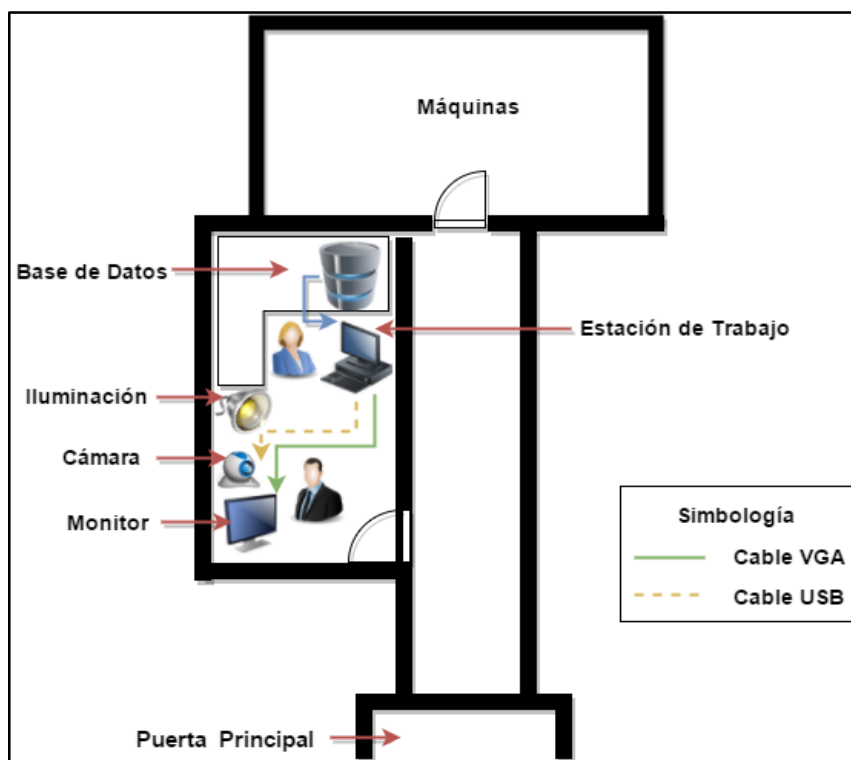 Máquinas
Base de Datos
Estación de Trabajo
Iluminación
Cámara
Monitor
Simbología
Cable VGA
Cable USB
Puerta Principal